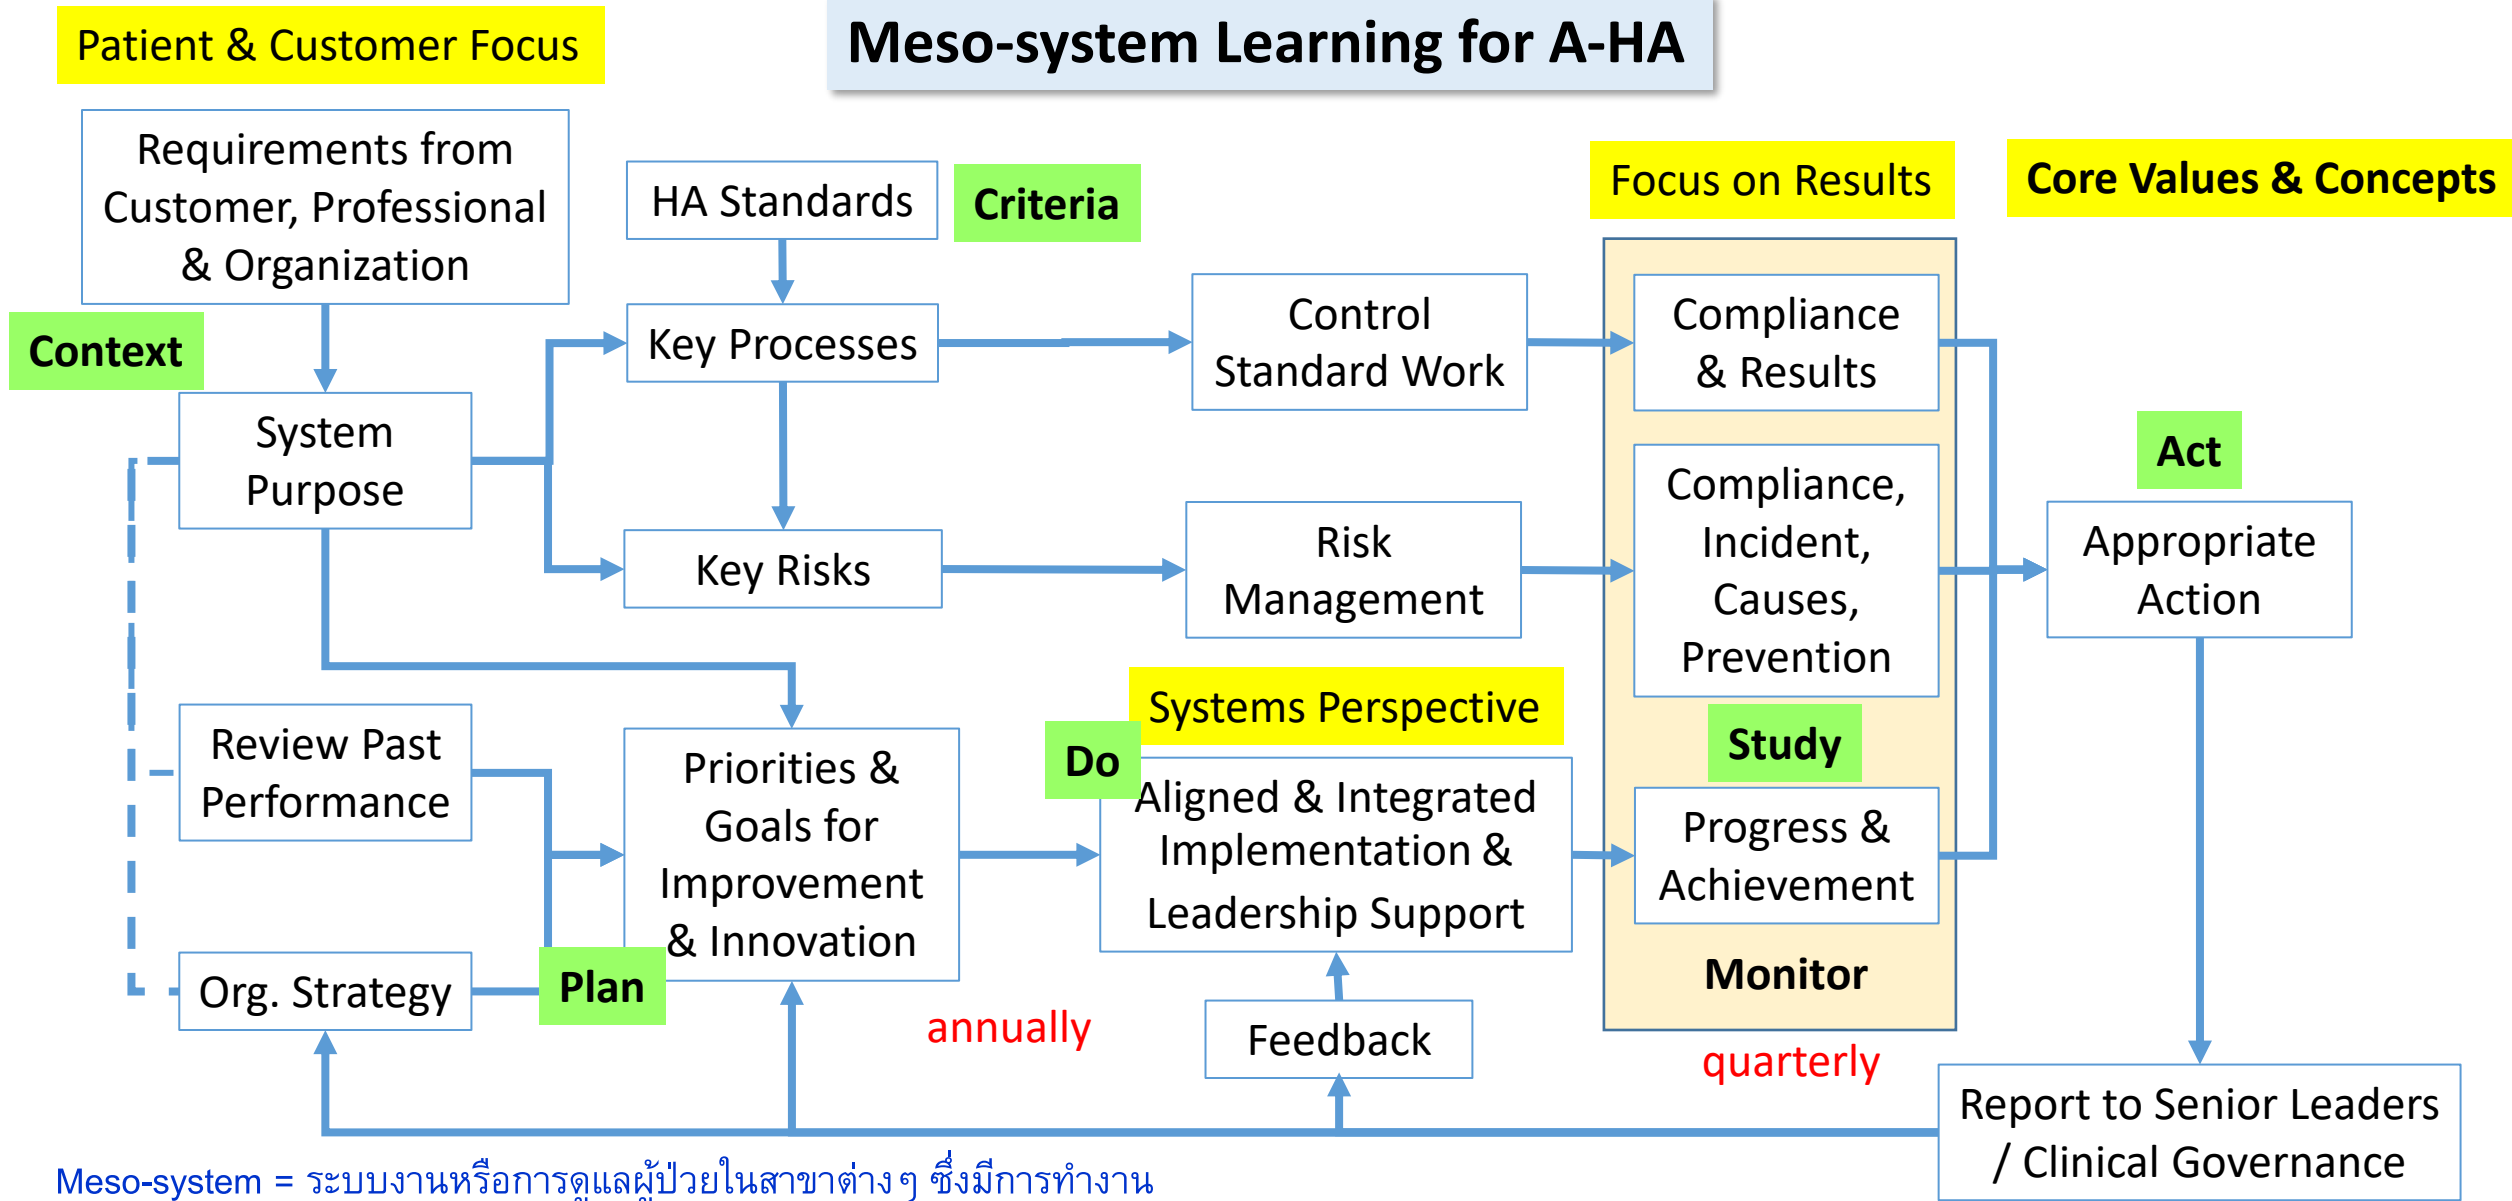 Meso-system Learning for A-HA
Patient & Customer Focus
Requirements from
Customer, Professional
& Organization
HA Standards
Criteria
Focus on Results
Core Values & Concepts
Context
System
Purpose
Key Processes
Control
Standard Work
Compliance
& Results
Key Risks
Risk
Management
Compliance,
Incident,
Causes,
Prevention
Act
Appropriate
Action
Review Past
Performance
Org. Strategy
Plan
Priorities &
Goals for
Improvement
& Innovation
annually
Systems Perspective
Do
Aligned & Integrated
Implementation &
Leadership Support
Feedback
Study
Progress &
Achievement
Monitor
quarterly
Report to Senior Leaders
/ Clinical Governance
Meso-system = ระบบงานหรือการดูแลผู้ป่วยในสาขาต่างๆ ซึ่งมีการทำงาน